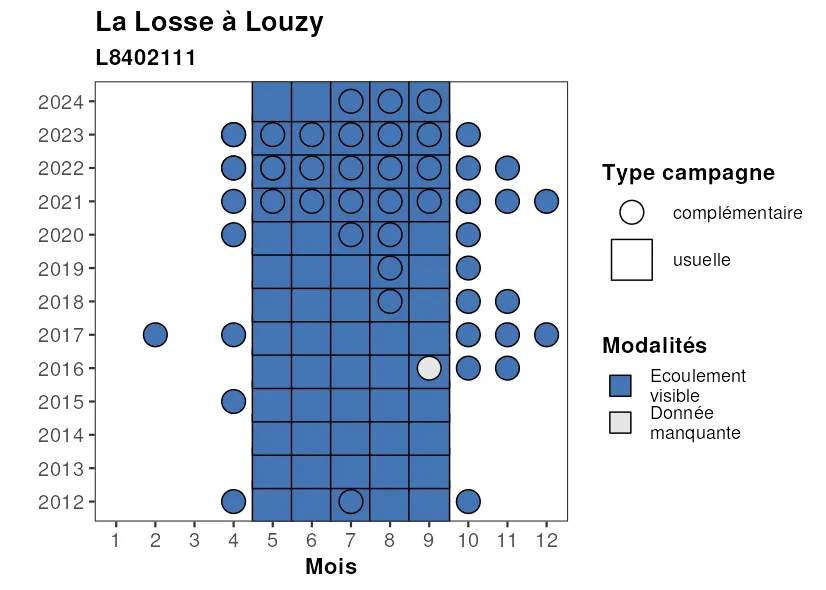 La Losse à Louzy
L8402111
2024
2023
2022
2021
2020
2019
2018
2017
2016
2015
2014
2013
2012
1 2 3 4 5 6 7 8 9 10 11 12
Mois
Type campagne
complémentaire
usuelle
Modalités
Ecoulement
visible
Donnée
manquante